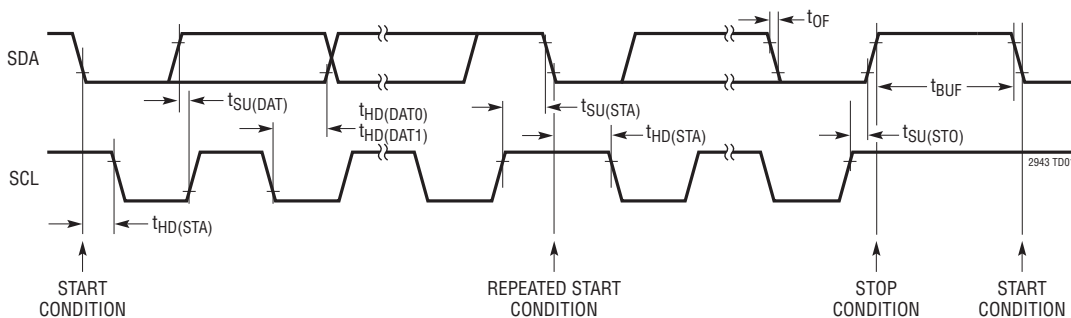 SDA
tOF
tSU(DAT)
tHD(DAT0)
tHD(DAT1)
tSU(STA)
tHD(STA)
tBUF
tSU(STO)
SCL
2943 TD01
tHD(STA)
START
CONDITION
REPEATED START
CONDITION
STOP
CONDITION
START
CONDITION